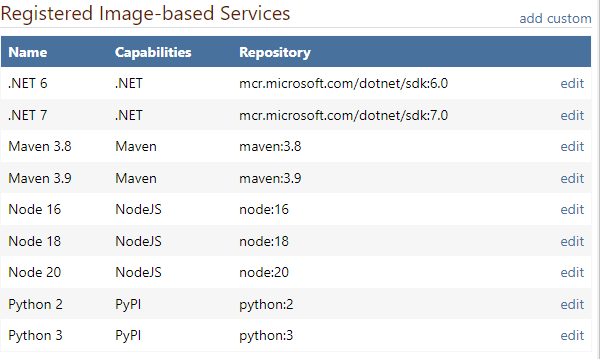 Registered Image-based Services add custom
Name Capabilities Repository
.NET 6 .NET mcr.microsoft.com/dotnet/sdk:6.0 edit
.NET 7 .NET mcr.microsoft.com/dotnet/sdk:7.0 edit
Maven 3.8 Maven maven:3.8 edit
Maven 3.9 Maven maven:3.9 edit
Node 16 NodeJS node:16 edit
Node 18 NodeJS node:18 edit
Node 20 NodeJS node:20 edit
Python 2 PyPI python:2 edit
Python 3 PyPI python:3 edit